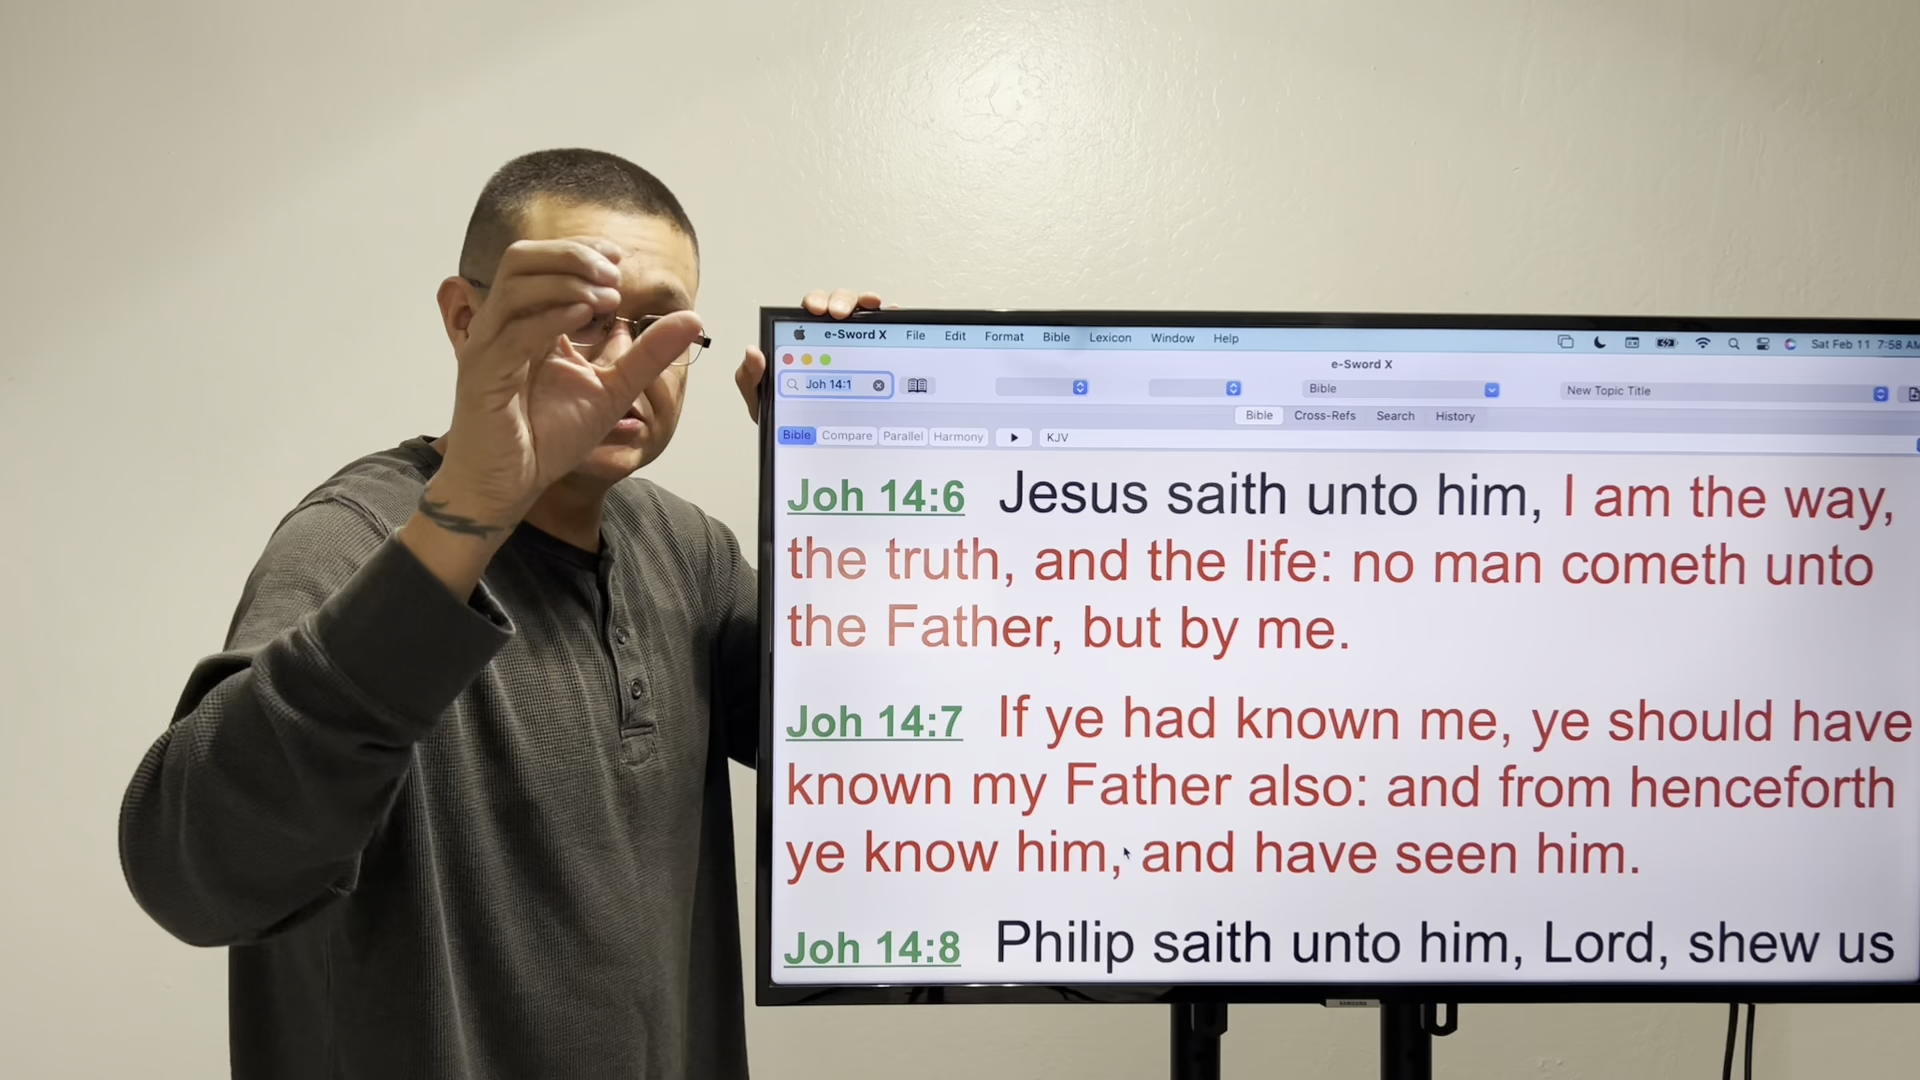 e-Sword X File Edit Format Bible Lexicon Window Help Sat Feb 11 7:58 AM
e-Sword X
Joh 14:1 Bible New Topic Title
Bible Cross-Refs Search History
Bible Compare Parallel Harmony KJV
Joh 14:6 Jesus saith unto him, I am the way,
the truth, and the life: no man cometh unto
the Father, but by me.
Joh 14:7 If ye had known me, ye should have
known my Father also: and from henceforth
ye know him, and have seen him.
Joh 14:8 Philip saith unto him, Lord, shew us
SAMSUNG